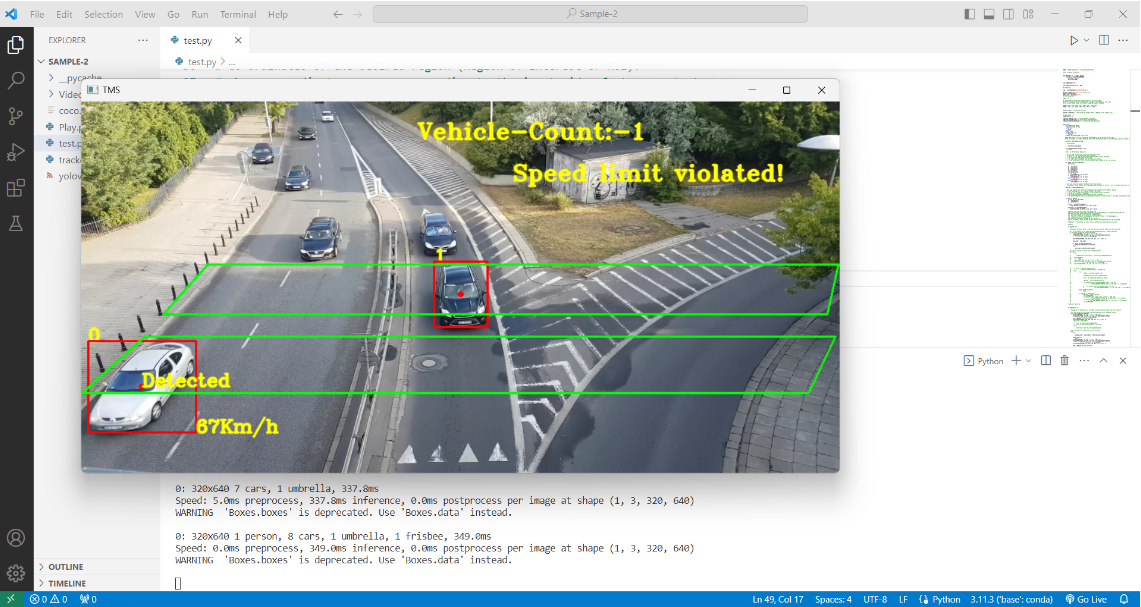 File Edit Selection View Go Run Terminal Help
Sample-2
EXPLORER
test.py
SAMPLE-2
test.py > ...
__pycache
TMS
Video
coco.
Play.p
test.p
track
yolov
Vehicle-Count:-1
Speed limit violated!
1
0
Detected
67Km/h
Python
0: 320x640 7 cars, 1 umbrella, 337.8ms
Speed: 5.0ms preprocess, 337.8ms inference, 0.0ms postprocess per image at shape (1, 3, 320, 640)
WARNING 'Boxes.boxes' is deprecated. Use 'Boxes.data' instead.
0: 320x640 1 person, 8 cars, 1 umbrella, 1 frisbee, 349.0ms
Speed: 0.0ms preprocess, 349.0ms inference, 0.0ms postprocess per image at shape (1, 3, 320, 640)
WARNING 'Boxes.boxes' is deprecated. Use 'Boxes.data' instead.
OUTLINE
TIMELINE
0 0 0 Ln 49, Col 17 Spaces: 4 UTF-8 LF Python 3.11.3 ('base': conda) Go Live